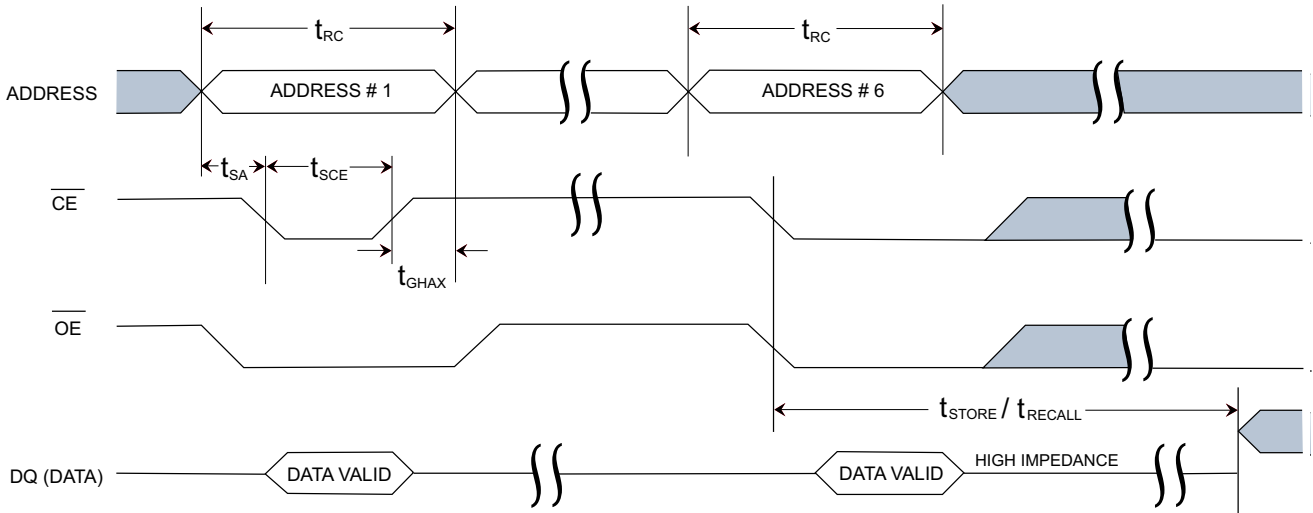 tRC tRC
ADDRESS ADDRESS # 1 ADDRESS # 6
tSA tSCE
CE
tGHAX
OE
tSTORE / tRECALL
DQ (DATA) DATA VALID DATA VALID HIGH IMPEDANCE